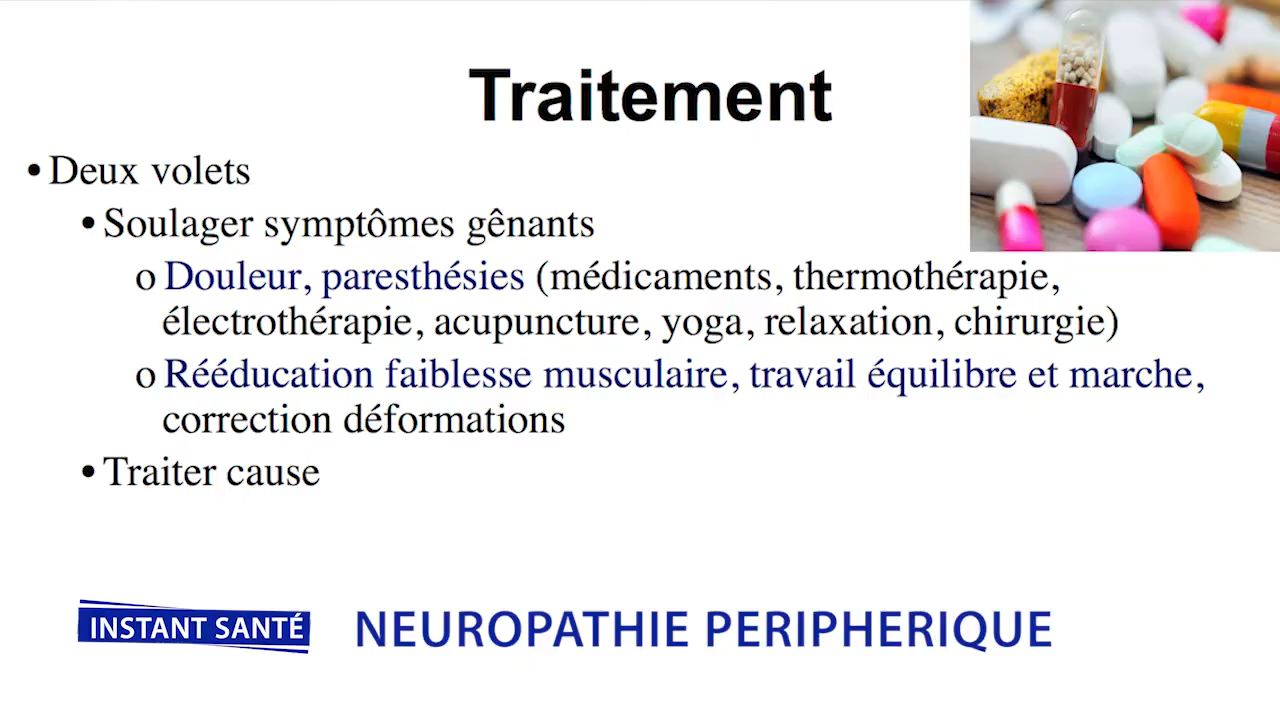 Traitement
• Deux volets
• Soulager symptômes gênants
o Douleur, paresthésies (médicaments, thermothérapie,
électrothérapie, acupuncture, yoga, relaxation, chirurgie)
o Rééducation faiblesse musculaire, travail équilibre et marche,
correction déformations
• Traiter cause
INSTANT SANTÉ
NEUROPATHIE PERIPHERIQUE